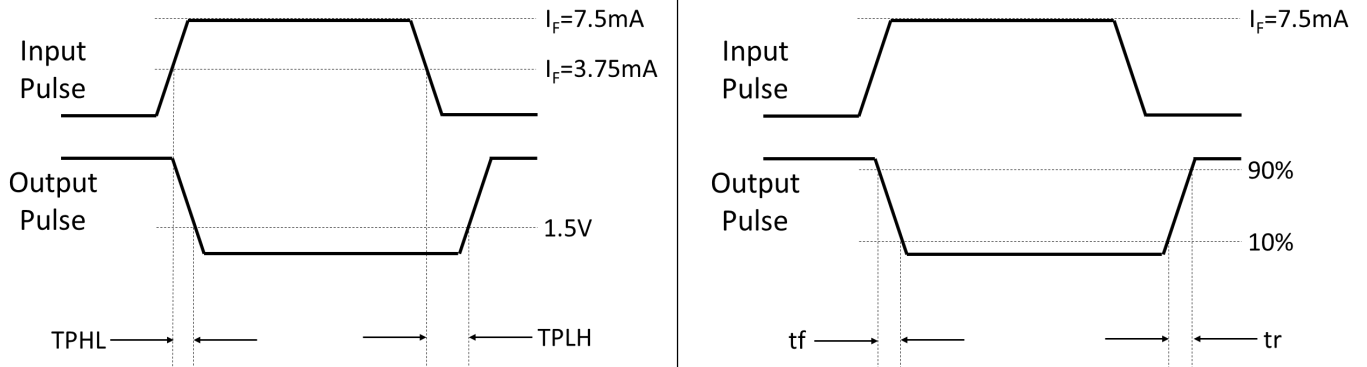 Input
Pulse
I_F=7.5mA
I_F=3.75mA
Output
Pulse
1.5V
TPHL
TPLH
Input
Pulse
I_F=7.5mA
Output
Pulse
90%
10%
tf
tr